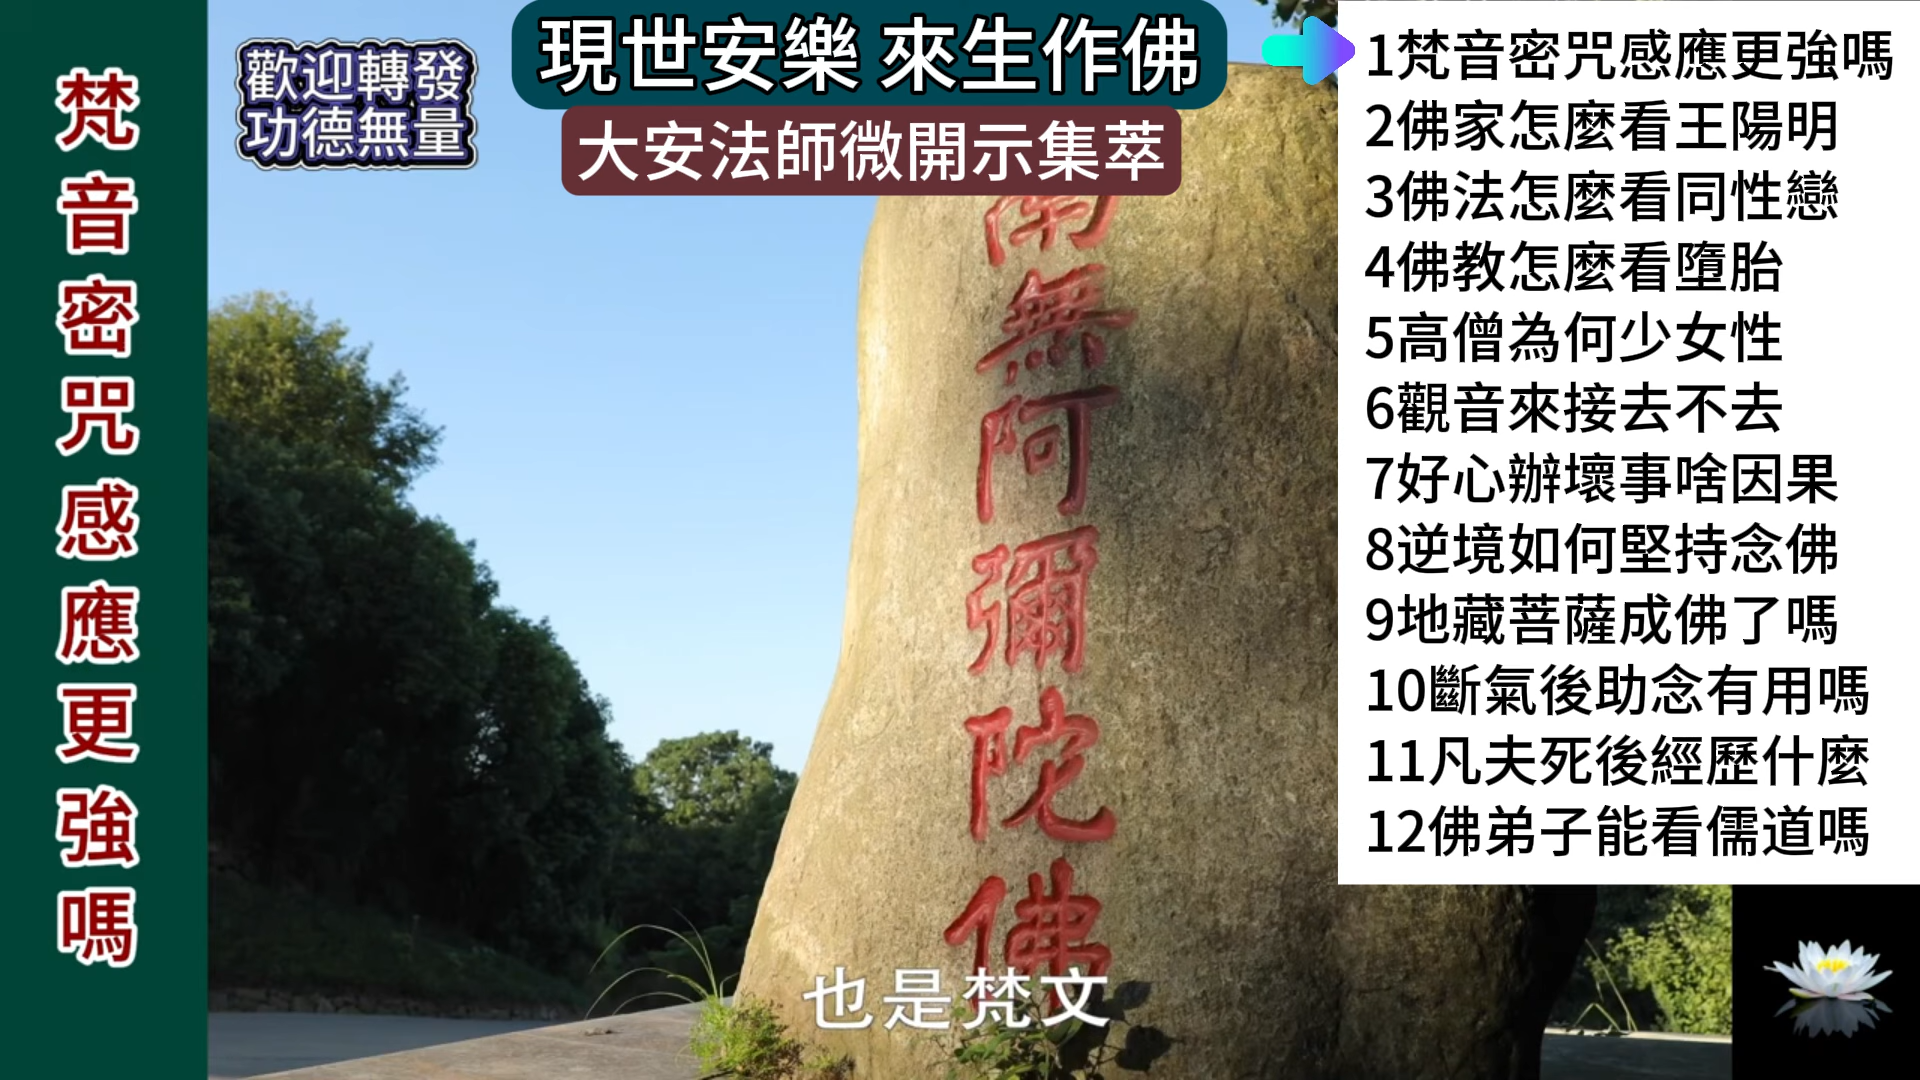 梵音密咒感應更強嗎
歡迎轉發
功德無量
現世安樂 來生作佛
大安法師微開示集萃
南無阿彌陀佛
也是梵文
1梵音密咒感應更強嗎
2佛家怎麼看王陽明
3佛法怎麼看同性戀
4佛教怎麼看墮胎
5高僧為何少女性
6觀音來接去不去
7好心辦壞事啥因果
8逆境如何堅持念佛
9地藏菩薩成佛了嗎
10斷氣後助念有用嗎
11凡夫死後經歷什麼
12佛弟子能看儒道嗎